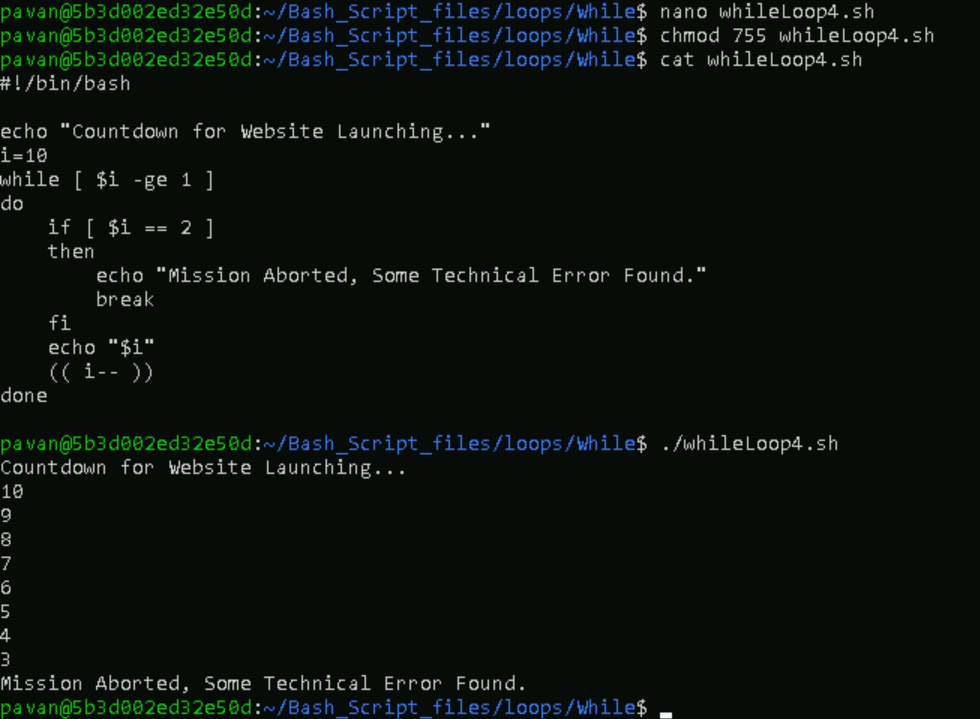 pavan@5b3d002ed32e50d:~/Bash_Script_files/loops/While$ nano whileLoop4.sh
pavan@5b3d002ed32e50d:~/Bash_Script_files/loops/While$ chmod 755 whileLoop4.sh
pavan@5b3d002ed32e50d:~/Bash_Script_files/loops/While$ cat whileLoop4.sh
#!/bin/bash

echo "Countdown for Website Launching..."
i=10
while [ $i -ge 1 ]
do
    if [ $i == 2 ]
    then
        echo "Mission Aborted, Some Technical Error Found."
        break
    fi
    echo "$i"
    (( i-- ))
done

pavan@5b3d002ed32e50d:~/Bash_Script_files/loops/While$ ./whileLoop4.sh
Countdown for Website Launching...
10
9
8
7
6
5
4
3
Mission Aborted, Some Technical Error Found.
pavan@5b3d002ed32e50d:~/Bash_Script_files/loops/While$